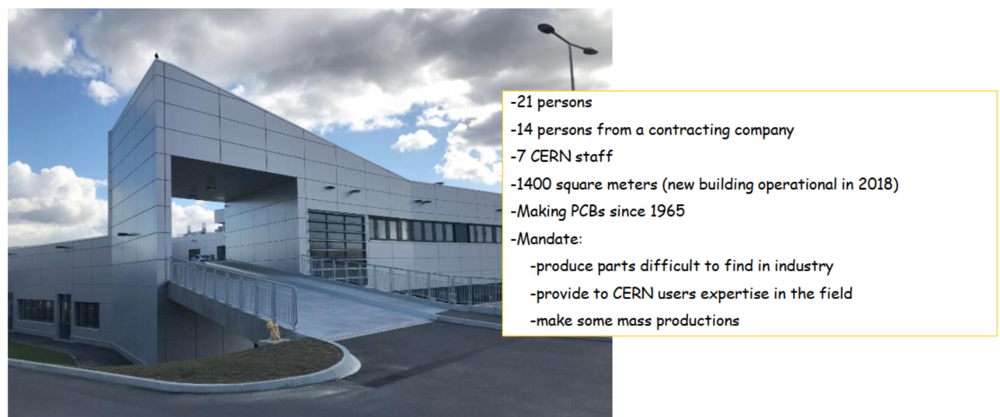 -21 persons
-14 persons from a contracting company
-7 CERN staff
-1400 square meters (new building operational in 2018)
-Making PCBs since 1965
-Mandate:
-produce parts difficult to find in industry
-provide to CERN users expertise in the field
-make some mass productions